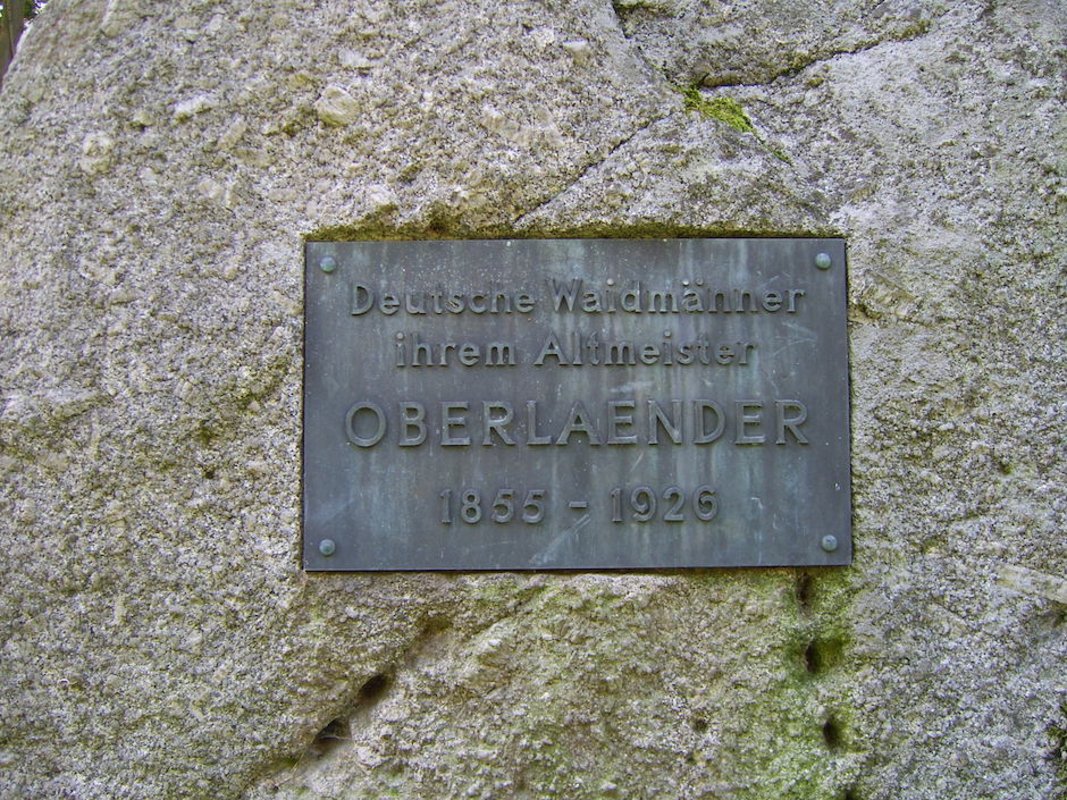 Deutsche Waidmänner
ihrem Altmeister
OBERLAENDER
1855 - 1926